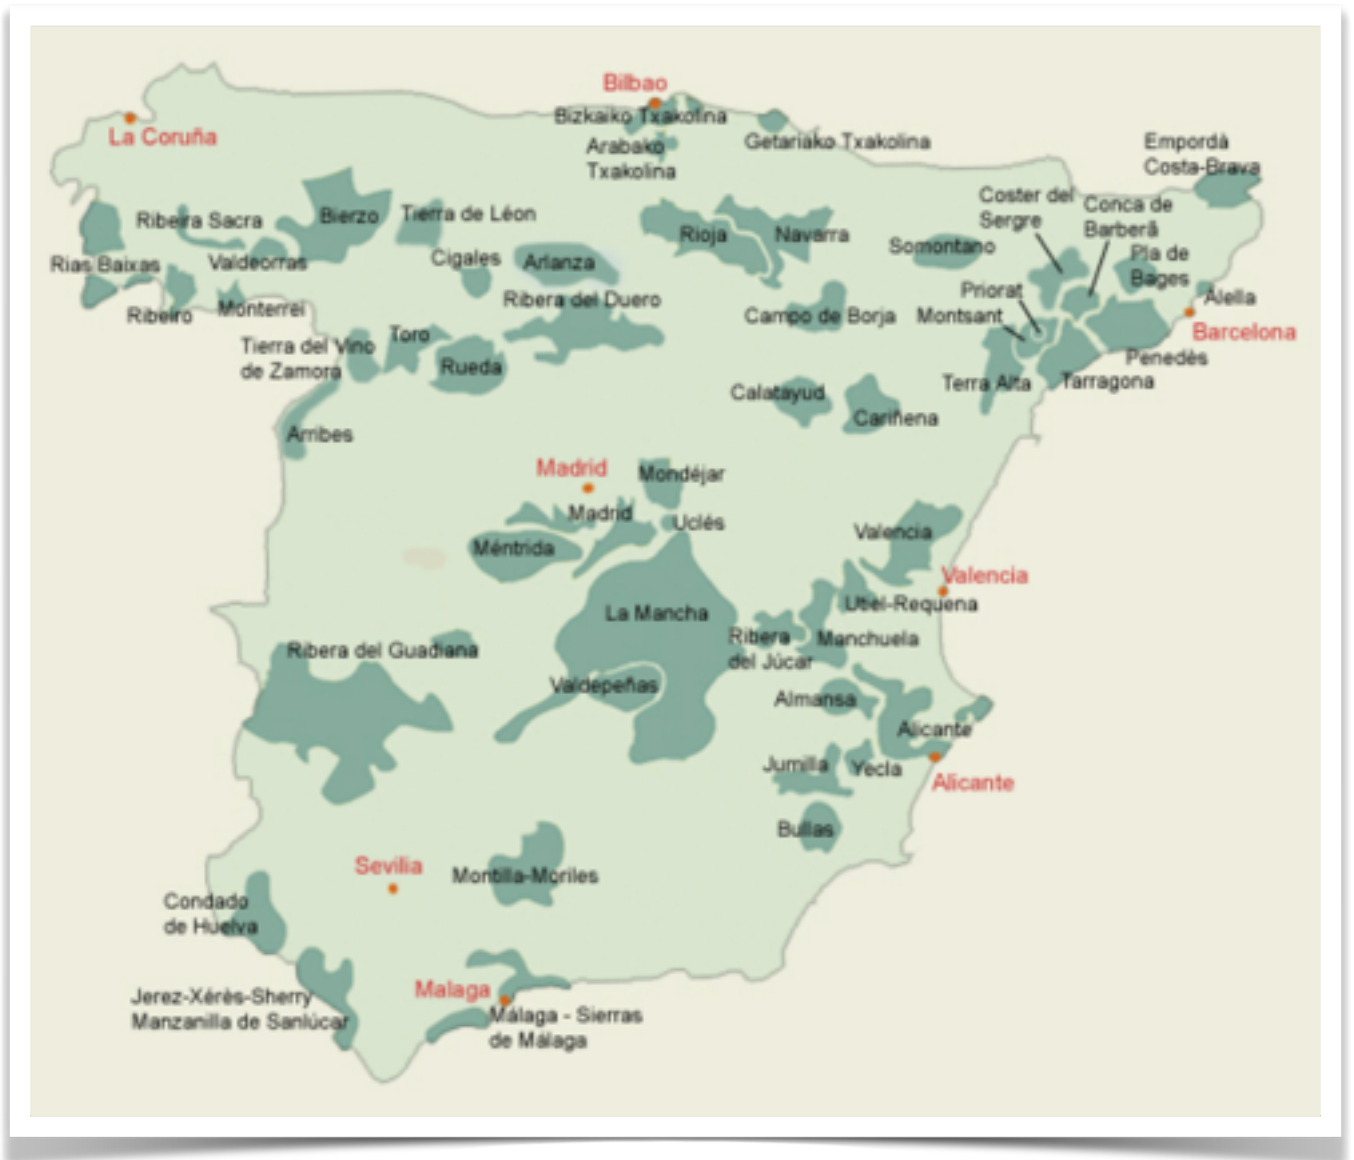 Bilbao
Bizkaiko Txakolina
La Coruña
Arabako
Txakolina
Getariako Txakolina
Empordà
Costa-Brava
Coster del
Sergre
Conca de
Barberã
Ribeira Sacra
Bierzo
Tierra de Léon
Rioja
Navarra
Somontano
Pla de
Bages
Rias Baixas
Valdeorras
Cigales
Arlanza
Priorat
Alella
Ribeiro
Monterrei
Ribera del Duero
Campo de Borja
Montsant
Barcelona
Tierra del Vino
de Zamora
Toro
Rueda
Penedès
Calatayud
Terra Alta
Tarragona
Cariñena
Arribes
Madrid
Mondéjar
Madrid
Uclés
Méntrida
Valencia
Valencia
La Mancha
Utiel-Requena
Ribera
del Júcar
Manchuela
Ribera del Guadiana
Valdepeñas
Almansa
Alicante
Jumilla
Yecla
Alicante
Bullas
Sevilia
Montilla-Moriles
Condado
de Huelva
Malaga
Jerez-Xérès-Sherry
Manzanilla de Sanlúcar
Málaga - Sierras
de Málaga